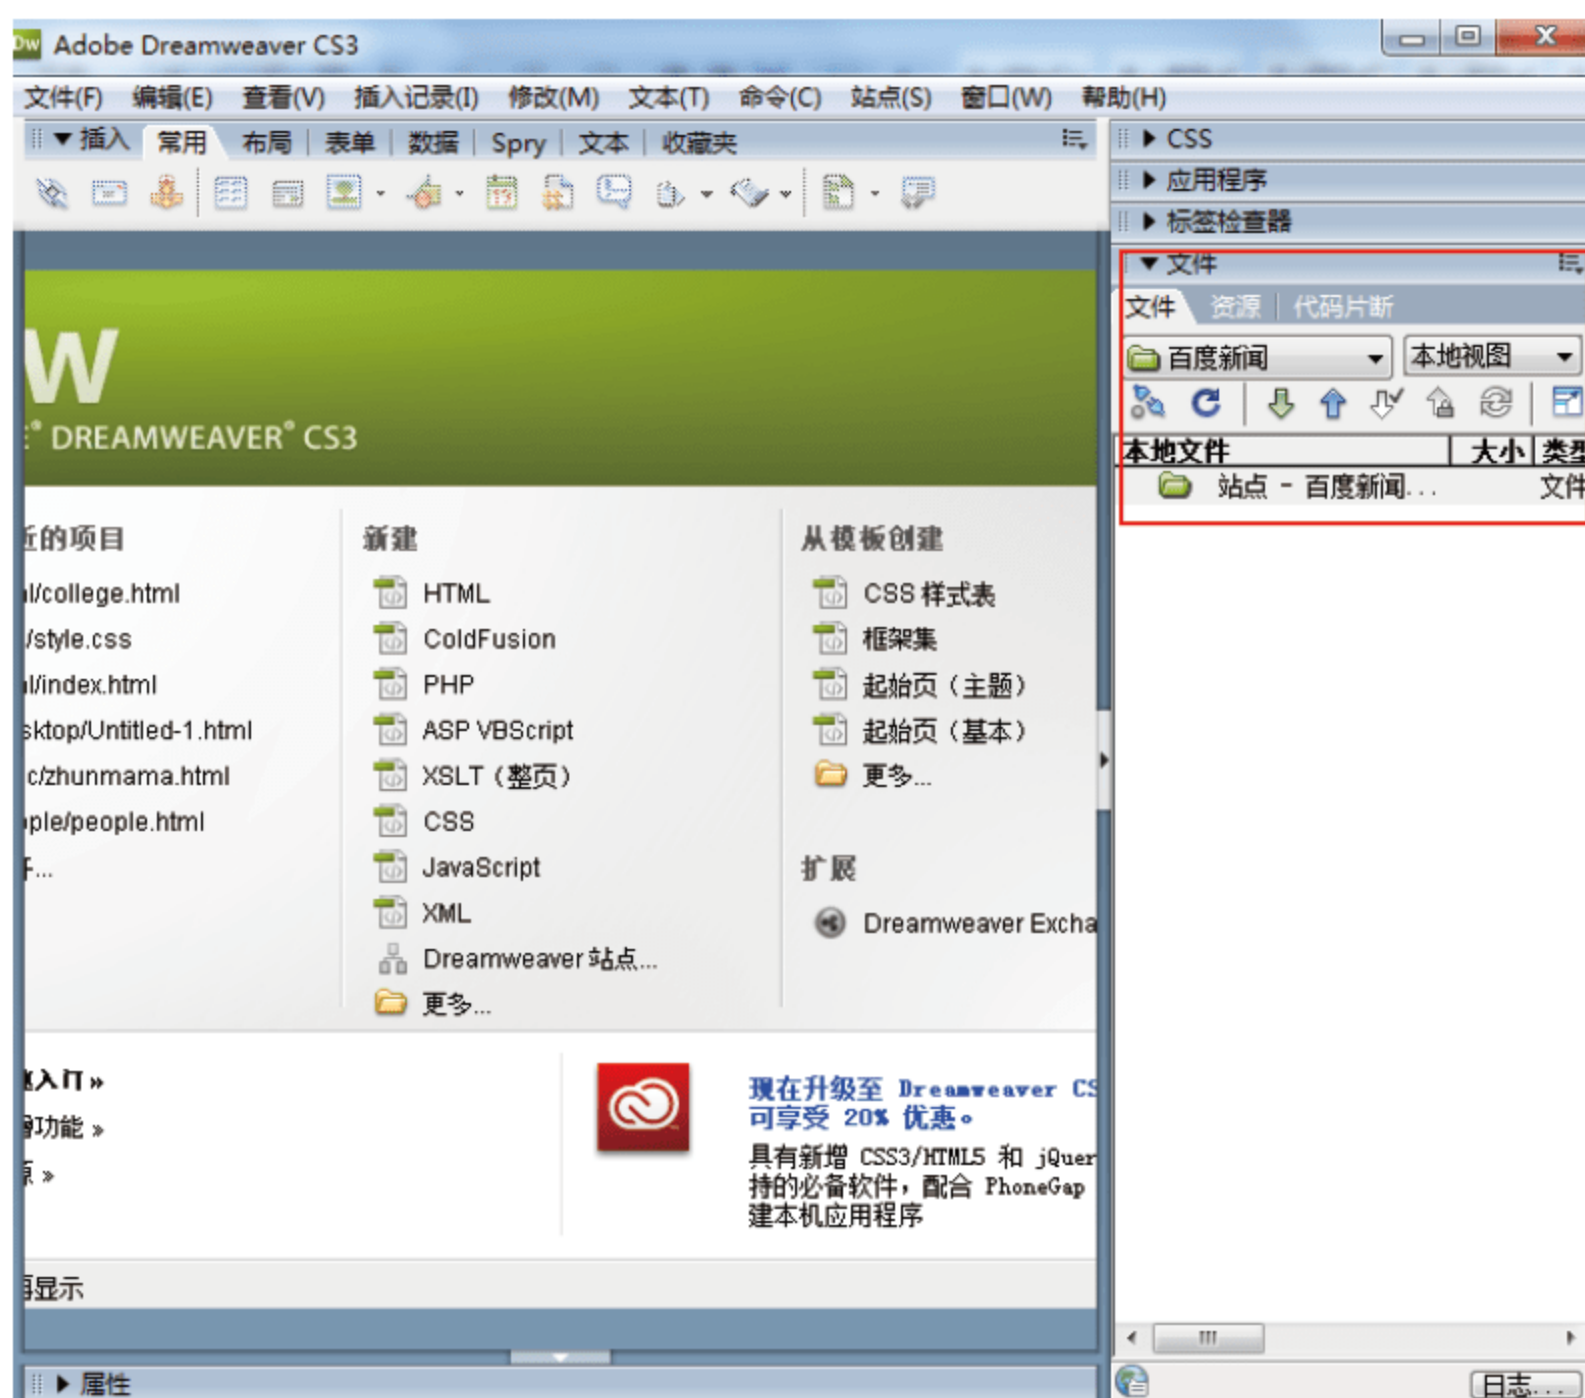 Dw Adobe Dreamweaver CS3
文件(F) 编辑(E) 查看(V) 插入记录(I) 修改(M) 文本(T) 命令(C) 站点(S) 窗口(W) 帮助(H)
插入 常用 布局 表单 数据 Spry 文本 收藏夹
CSS
应用程序
标签检查器
文件
文件 资源 代码片断
百度新闻 本地视图
本地文件 大小 类型
站点 - 百度新闻... 文件
W
® DREAMWEAVER® CS3
近的项目
l/college.html
/style.css
l/index.html
sktop/Untitled-1.html
c/zhunmama.html
ople/people.html
开...
新建
HTML
ColdFusion
PHP
ASP VBScript
XSLT（整页）
CSS
JavaScript
XML
Dreamweaver 站点...
更多...
从模板创建
CSS 样式表
框架集
起始页（主题）
起始页（基本）
更多...
扩展
Dreamweaver Excha
入门 »
增功能 »
源 »
现在升级至 Dreamweaver CS
可享受 20% 优惠。
具有新增 CSS3/HTML5 和 jQuer
持的必备软件，配合 PhoneGap
建本机应用程序
再显示
属性
日志...